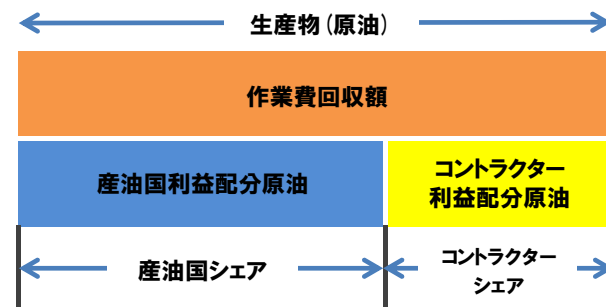 生産物(原油)
作業費回収額
産油国利益配分原油
コントラクター
利益配分原油
産油国シェア
コントラクター
シェア